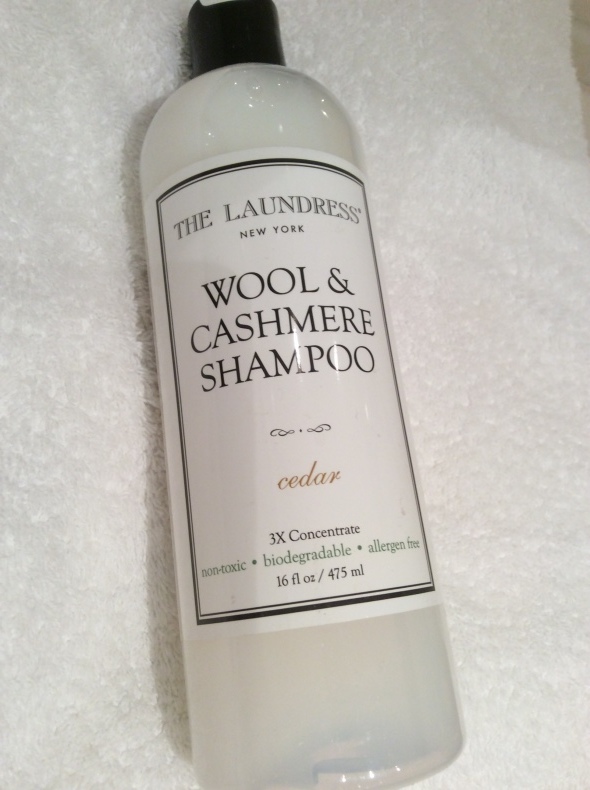 THE LAUNDRESS®
NEW YORK
WOOL &
CASHMERE
SHAMPOO
cedar
3X Concentrate
non-toxic • biodegradable • allergen free
16 fl oz / 475 ml